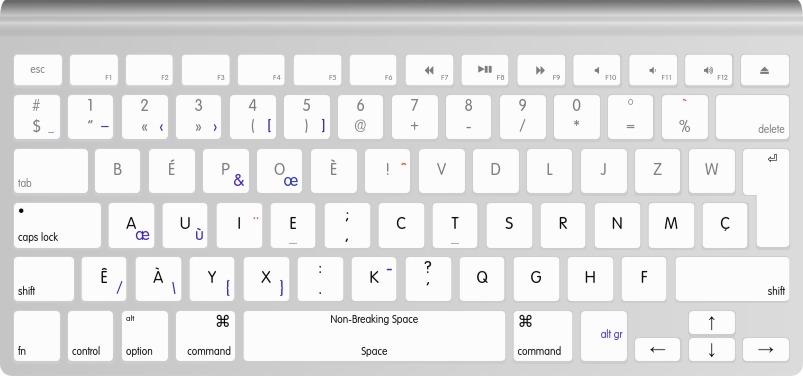 esc F1 F2 F3 F4 F5 F6 F7 F8 F9 F10 F11 F12
# 1 2 3 4 5 6 7 8 9 0 ° `
$ _ " – « ‹ » › ( [ ) ] @ + - / * = % delete
tab B É P & O œ È ! ˆ V D L J Z W
caps lock A æ U ù I ¨ E _ ; , C T _ S R N M Ç
shift Ê / À \ Y { X } : . K - ? ' Q G H F shift
fn control alt option ⌘ command Non-Breaking Space Space ⌘ command alt gr ← ↑ ↓ →